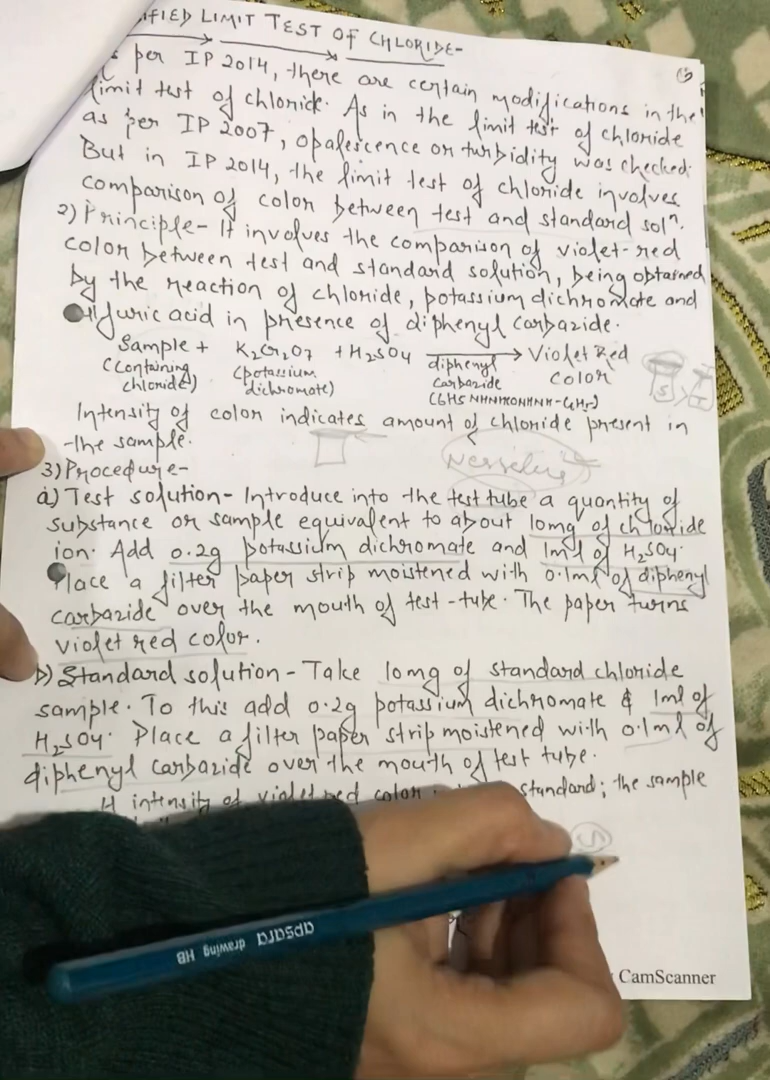 IFIED LIMIT TEST OF CHLORIDE-
per IP 2014, there are certain modifications in the
limit test of chloride. As in the limit test of chloride
as per IP 2007, opalescence or turbidity was checked.
But in IP 2014, the limit test of chloride involves
comparison of color between test and standard solⁿ.
2) Principle- It involves the comparison of violet-red
color between test and standard solution, being obtained
by the reaction of chloride, potassium dichromate and
lfuric acid in presence of diphenyl carbazide.
Sample + K₂Cr₂O₇ + H₂SO₄ → Violet Red
(Containing (potassium diphenyl color
chloride) dichromate) carbazide
Intensity of color indicates amount of chloride present in
the sample.
Nesseler
3) Procedure-
a) Test solution- Introduce into the test tube a quantity of
substance or sample equivalent to about 10mg of chloride
ion. Add 0.2g potassium dichromate and 1ml of H₂SO₄.
Place a filter paper strip moistened with 0.1ml of diphenyl
carbazide over the mouth of test-tube. The paper turns
violet red color.
b) Standard solution- Take 10mg of standard chloride
sample. To this add 0.2g potassium dichromate & 1ml of
H₂SO₄. Place a filter paper strip moistened with 0.1ml of
diphenyl carbazide over the mouth of test tube.
intensity of violet red color standard; the sample
S
apsara drawing HB
CamScanner